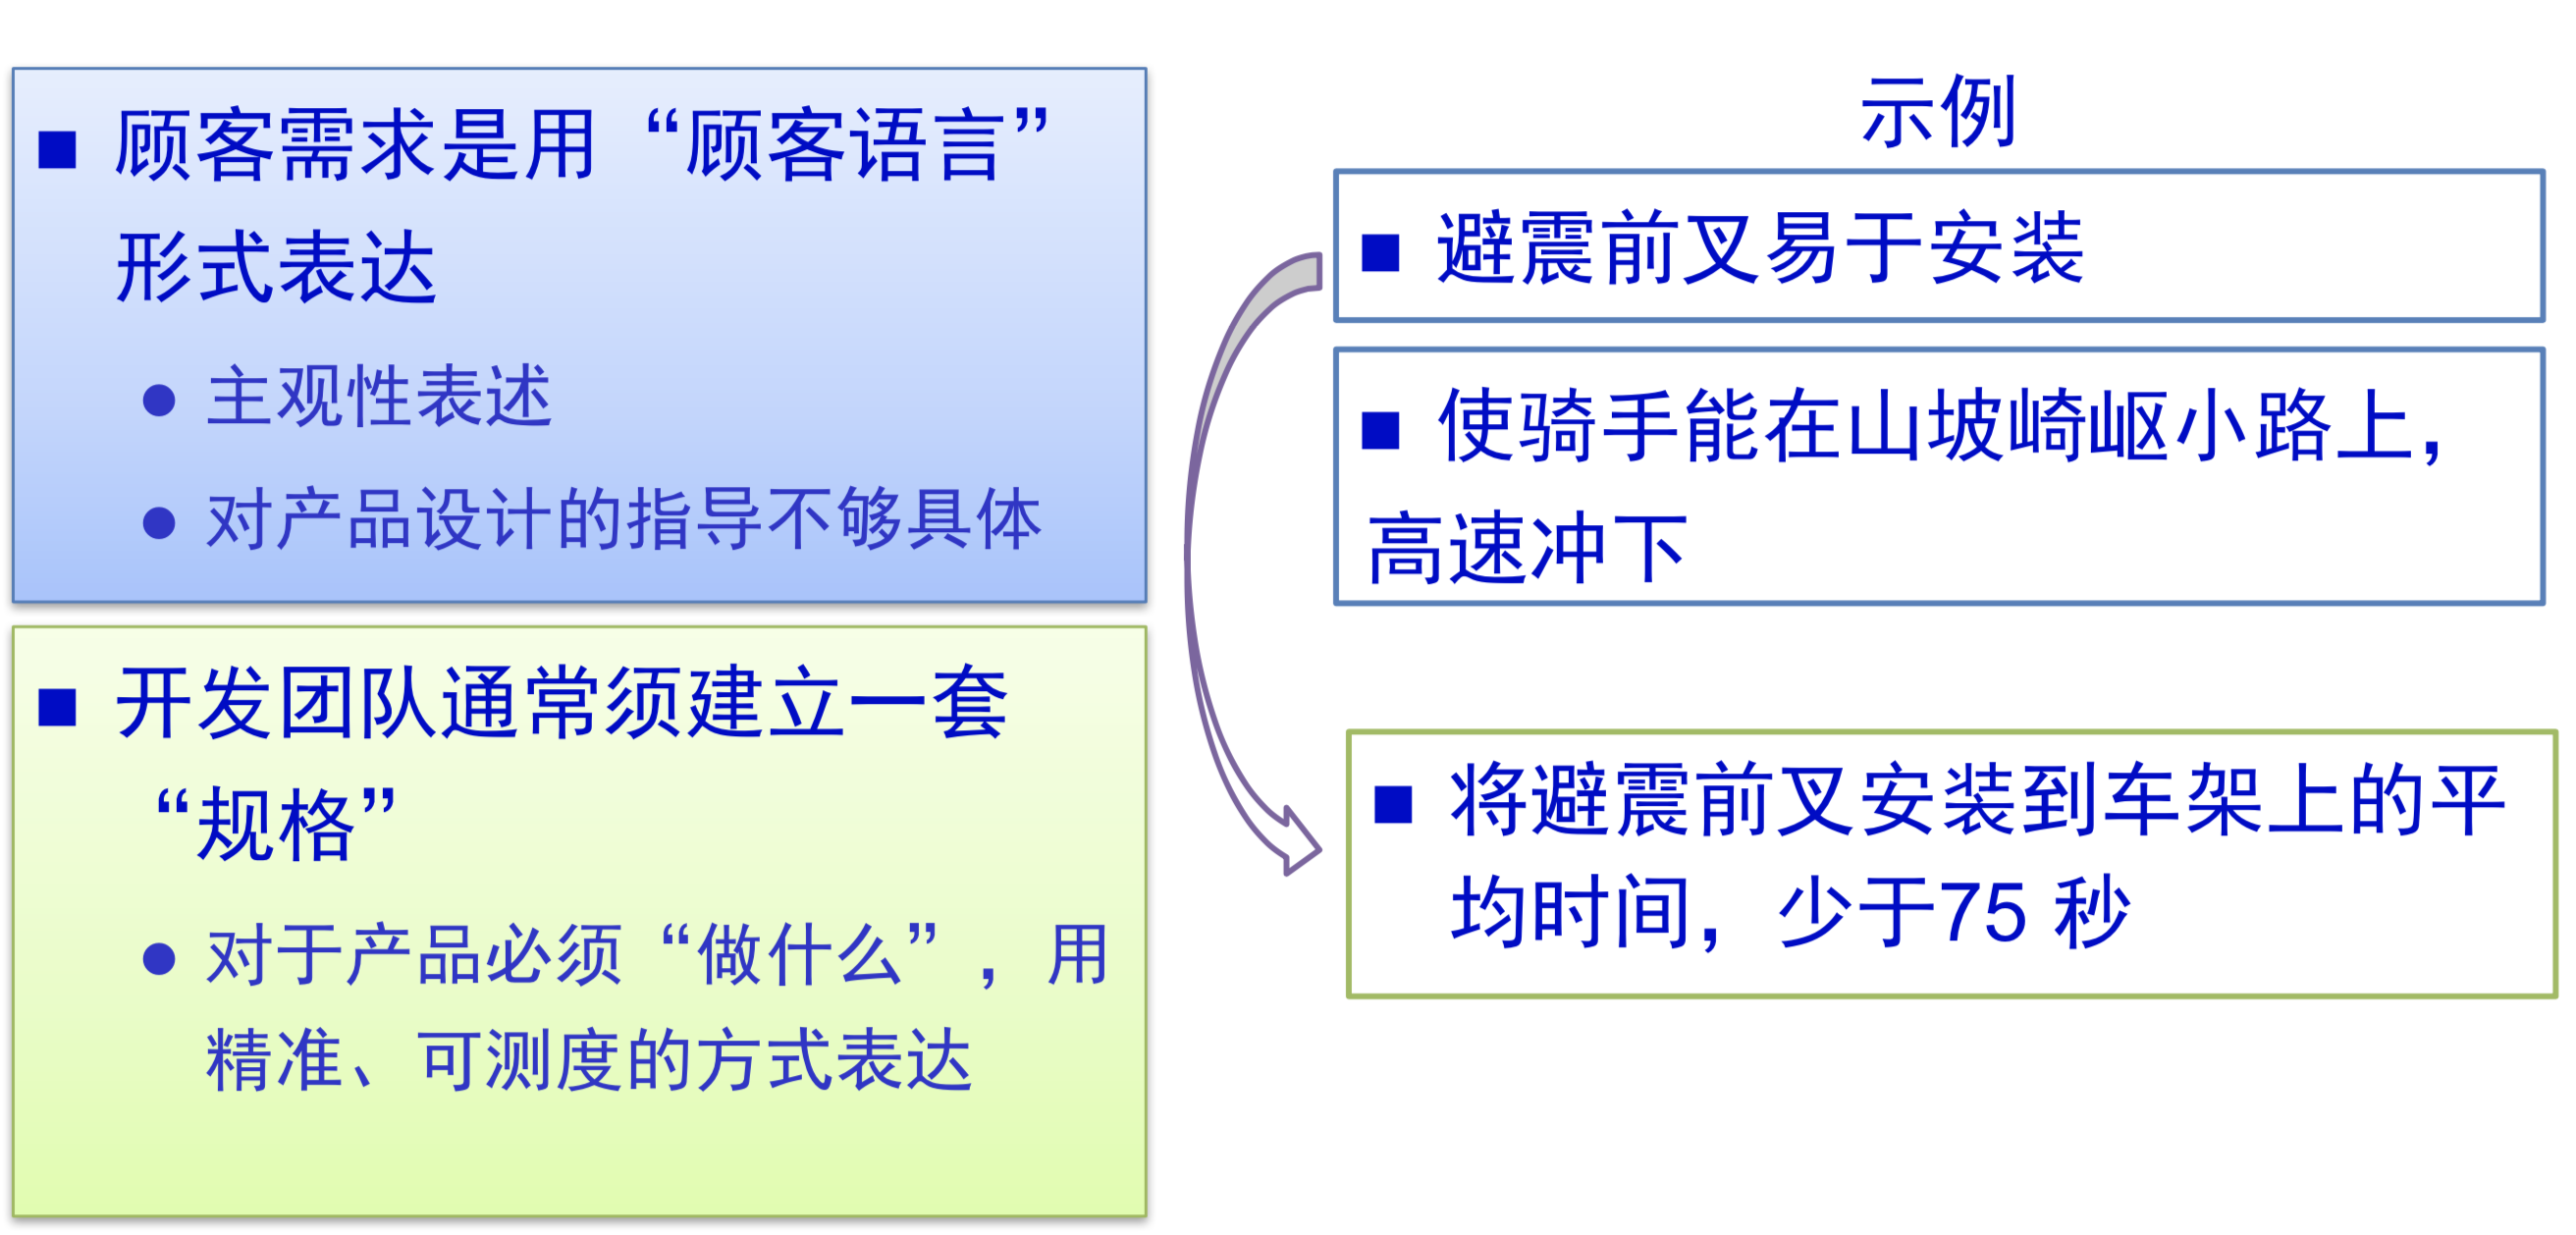 ■ 顾客需求是用“顾客语言”
形式表达
● 主观性表述
● 对产品设计的指导不够具体
■ 开发团队通常须建立一套
“规格”
● 对于产品必须“做什么”,用
精准、可测度的方式表达
示例
■ 避震前叉易于安装
■ 使骑手能在山坡崎岖小路上,
高速冲下
■ 将避震前叉安装到车架上的平
均时间,少于75 秒